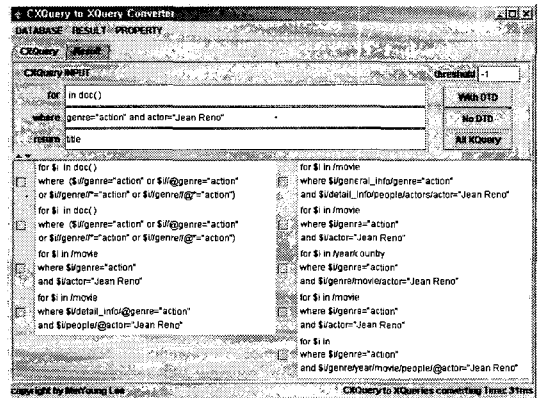 CXQuery to XQuery Converter
DATABASE RESULT PROPERTY
CXQuery Result
CXQuery INPUT
threshold -1
for in doc()
With DTD
where genre="action" and actor="Jean Reno"
No DTD
return title
All XQuery
for $i in doc()
where ($i//genre="action" or $i//@genre="action"
or $i//genre//*="action" or $i//genre//@*="action")
for $i in doc()
where ($i//genre="action" or $i//@genre="action"
or $i//genre//*="action" or $i//genre//@*="action")
for $i in /movie
where $i/genre="action"
and $i/actor="Jean Reno"
for $i in /movie
where $i/detail_info/@genre="action"
and $i/people/@actor="Jean Reno"
for $i in /movie
where $i/general_info/genre="action"
and $i/detail_info/people/actors/actor="Jean Reno"
for $i in /movie
where $i/genre="action"
and $i/actor="Jean Reno"
for $i in /year/country
where $i/genre="action"
and $i/genre/movie/actor="Jean Reno"
for $i in /movie
where $i/genre="action"
and $i/actor="Jean Reno"
for $i in
where $i/genre="action"
and $i/genre/year/movie/people/@actor="Jean Reno"
copyright by MinYoung Lee
CXQuery to XQueries converting Time: 31ms